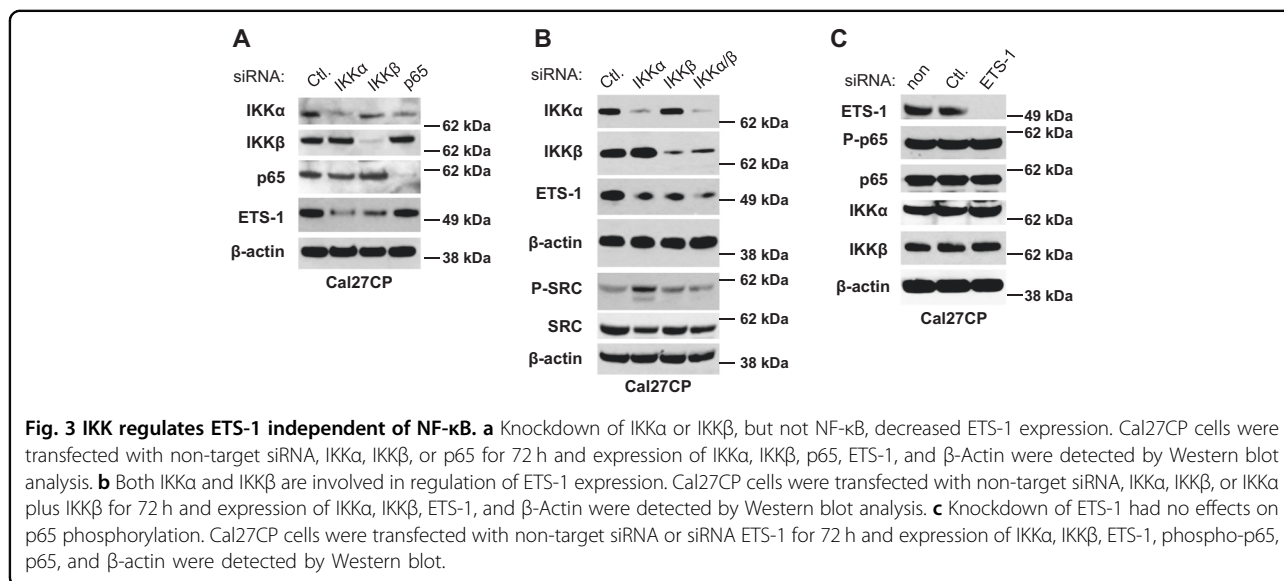 A
siRNA: Ctl. IKKα IKKβ p65
IKKα
62 kDa
IKKβ
62 kDa
p65
62 kDa
ETS-1
49 kDa
β-actin
38 kDa
Cal27CP
B
siRNA: Ctl. IKKα IKKβ IKKα/β
IKKα
62 kDa
IKKβ
62 kDa
ETS-1
49 kDa
β-actin
38 kDa
P-SRC
62 kDa
SRC
62 kDa
β-actin
38 kDa
Cal27CP
C
siRNA: non Ctl. ETS-1
ETS-1
49 kDa
P-p65
62 kDa
p65
62 kDa
IKKα
62 kDa
IKKβ
62 kDa
β-actin
38 kDa
Cal27CP
Fig. 3 IKK regulates ETS-1 independent of NF-κB. a Knockdown of IKKα or IKKβ, but not NF-κB, decreased ETS-1 expression. Cal27CP cells were
transfected with non-target siRNA, IKKα, IKKβ, or p65 for 72 h and expression of IKKα, IKKβ, p65, ETS-1, and β-Actin were detected by Western blot
analysis. b Both IKKα and IKKβ are involved in regulation of ETS-1 expression. Cal27CP cells were transfected with non-target siRNA, IKKα, IKKβ, or IKKα
plus IKKβ for 72 h and expression of IKKα, IKKβ, ETS-1, and β-Actin were detected by Western blot analysis. c Knockdown of ETS-1 had no effects on
p65 phosphorylation. Cal27CP cells were transfected with non-target siRNA or siRNA ETS-1 for 72 h and expression of IKKα, IKKβ, ETS-1, phospho-p65,
p65, and β-actin were detected by Western blot.